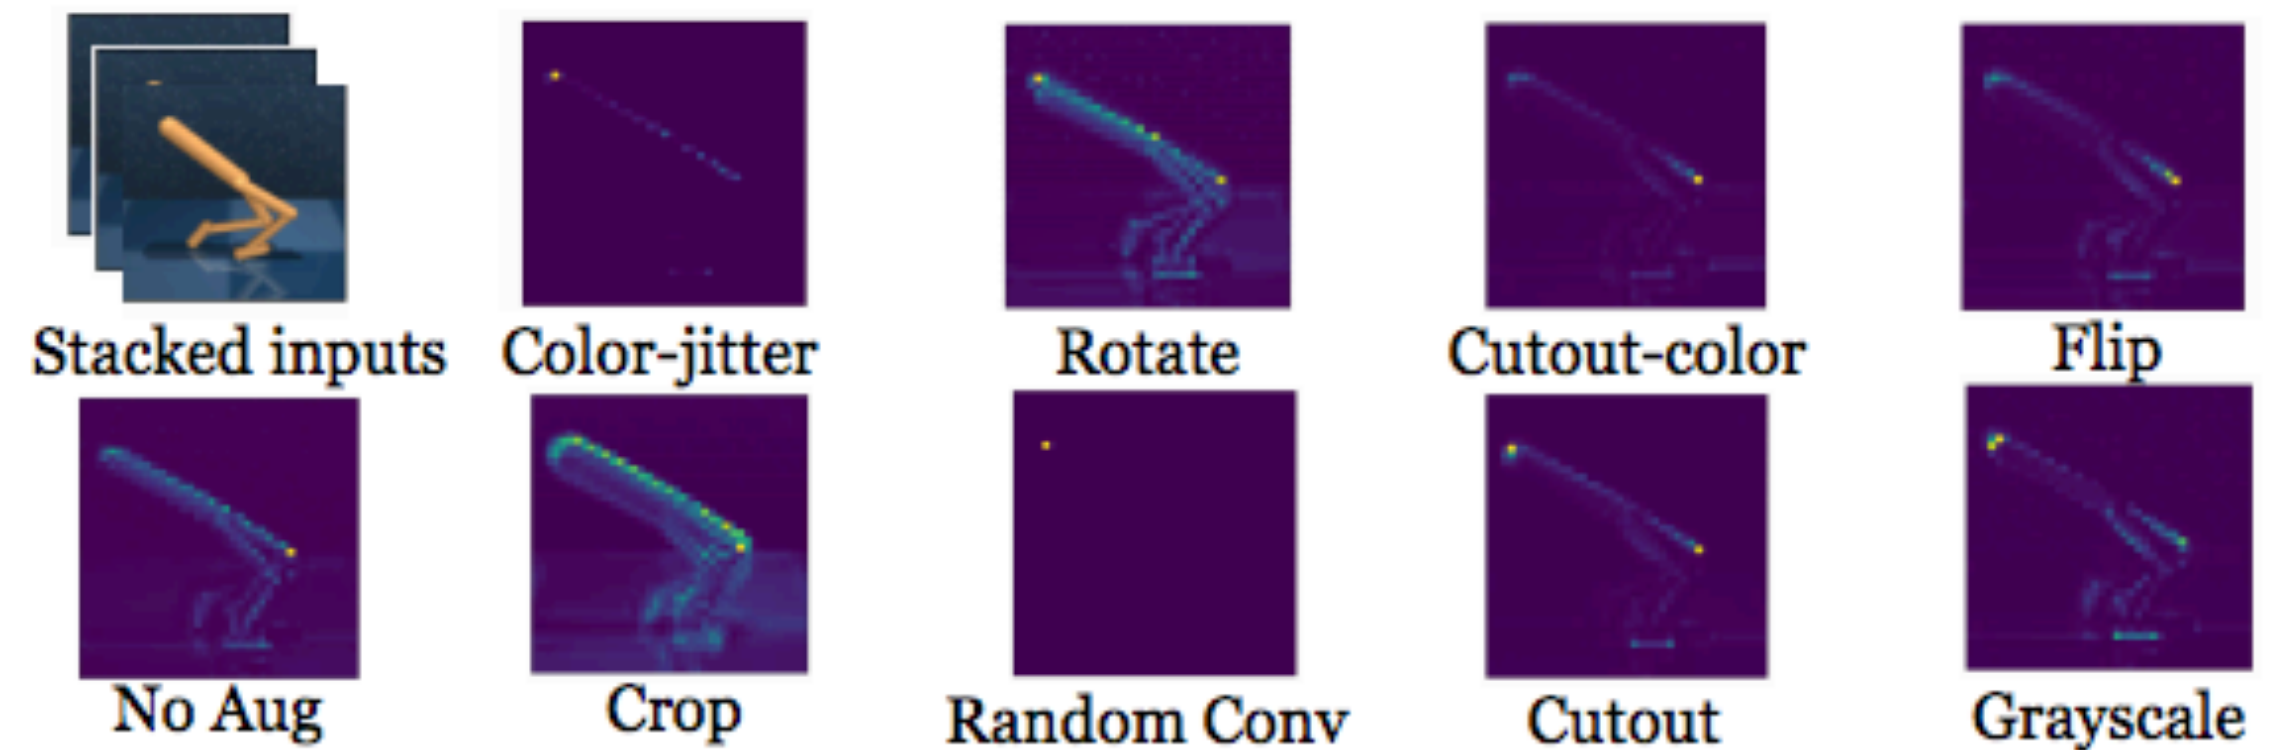 Stacked inputs
Color-jitter
Rotate
Cutout-color
Flip
No Aug
Crop
Random Conv
Cutout
Grayscale